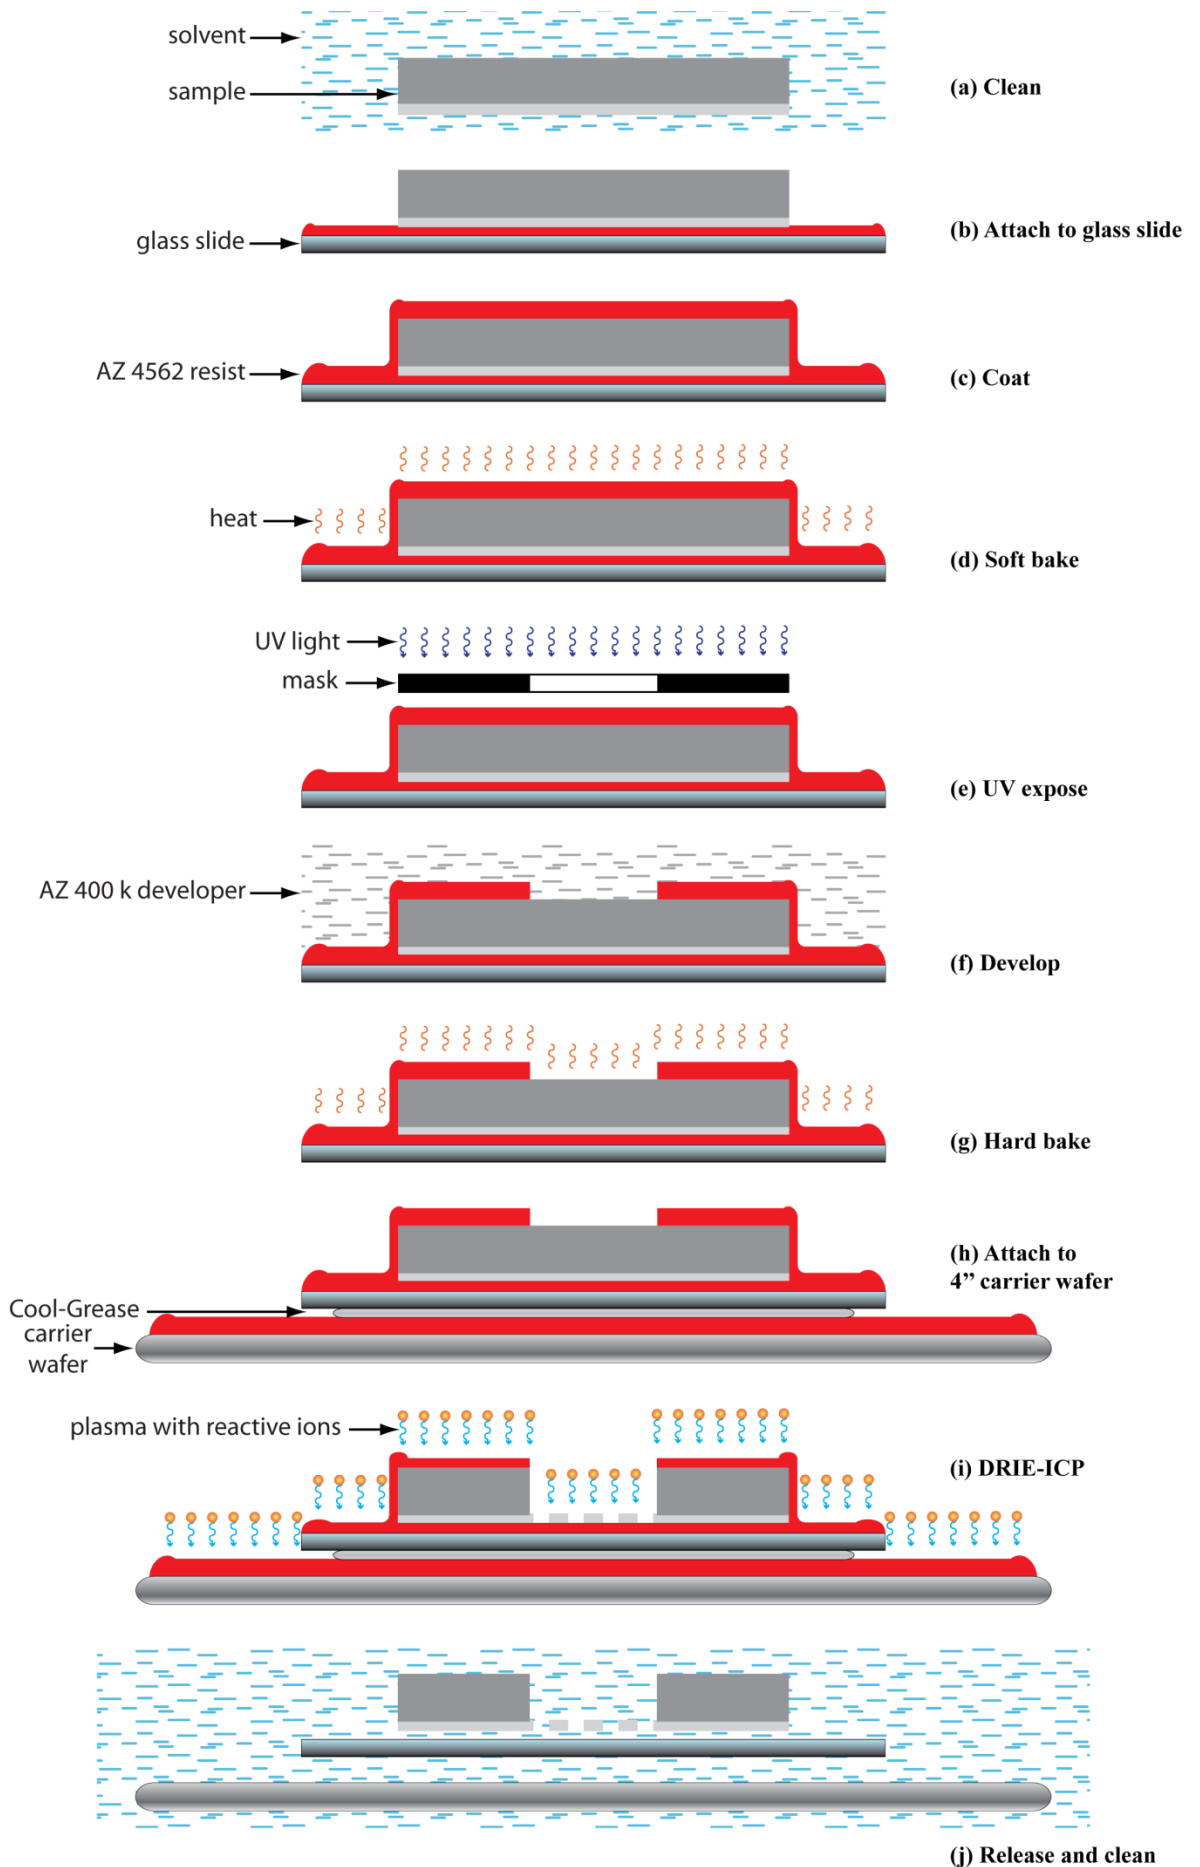 solvent
sample
(a) Clean
glass slide
(b) Attach to glass slide
AZ 4562 resist
(c) Coat
heat
(d) Soft bake
UV light
mask
(e) UV expose
AZ 400 k developer
(f) Develop
(g) Hard bake
(h) Attach to
4” carrier wafer
Cool-Grease
carrier
wafer
plasma with reactive ions
(i) DRIE-ICP
(j) Release and clean